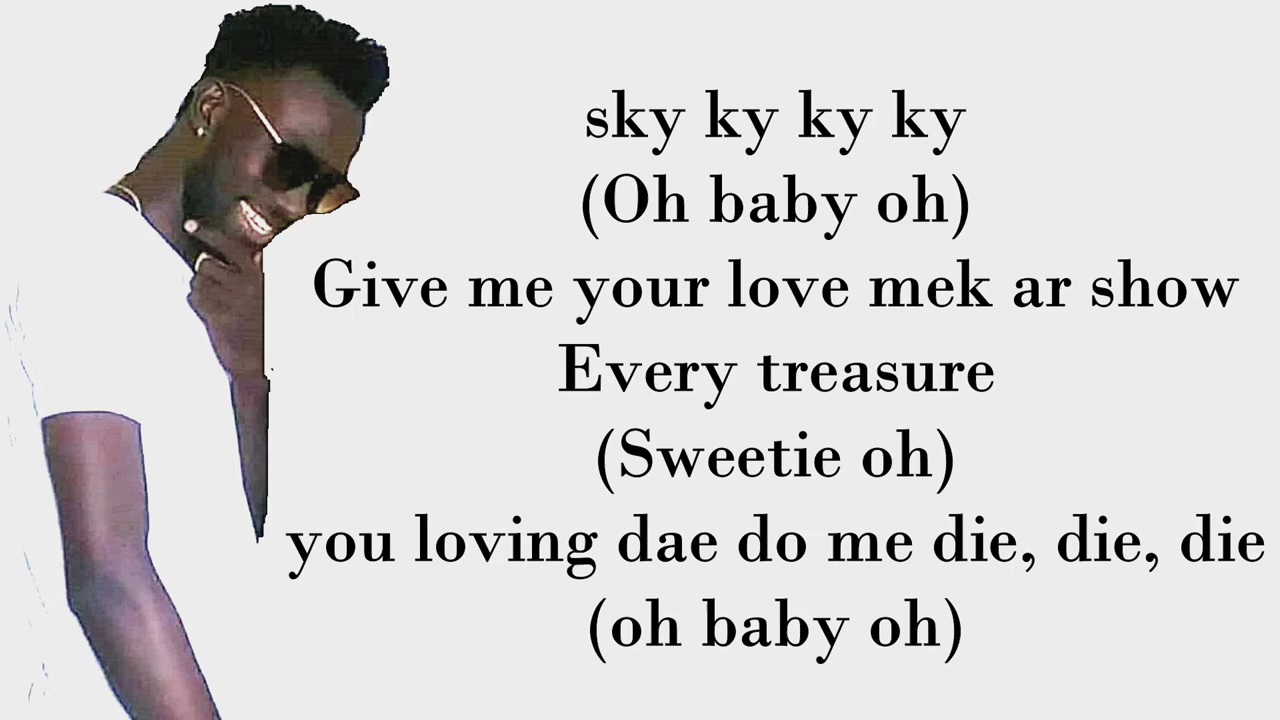 sky ky ky ky
(Oh baby oh)
Give me your love mek ar show
Every treasure
(Sweetie oh)
you loving dae do me die, die, die
(oh baby oh)